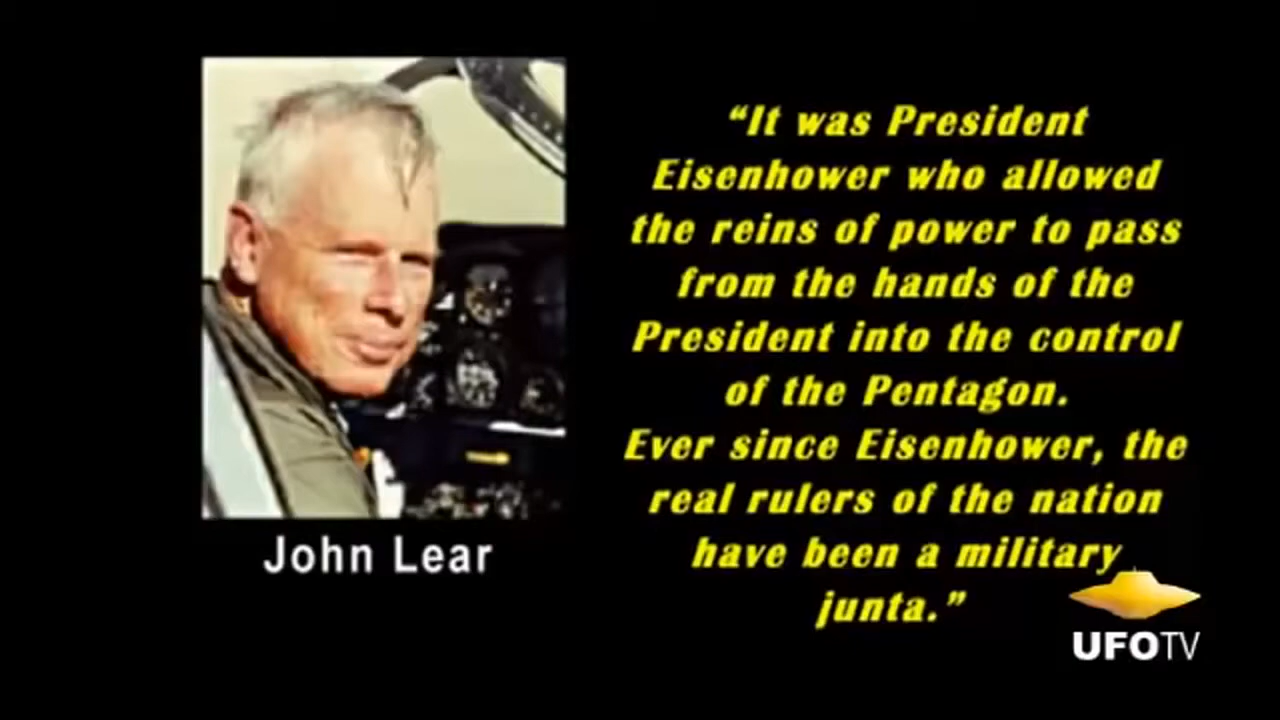 “It was President
Eisenhower who allowed
the reins of power to pass
from the hands of the
President into the control
of the Pentagon.
Ever since Eisenhower, the
real rulers of the nation
have been a military
junta.”
John Lear
UFOTV